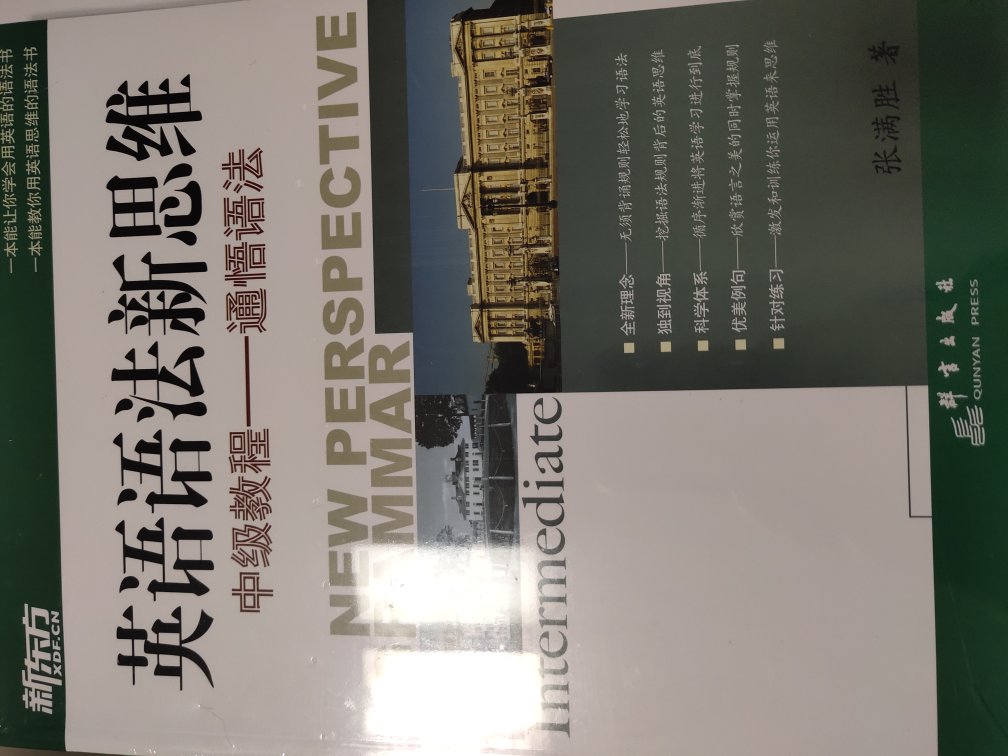 新东方
XDF.CN
一本能让你学会用英语的语法书
一本能教你用英语思维的语法书
英语语法新思维
中级教程——通悟语法
NEW PERSPECTIVE
GRAMMAR
Intermediate
全新理念——无须背诵规则轻松地学习语法
独到视角——挖掘语法规则背后的英语思维
科学体系——循序渐进将英语学习进行到底
优美例句——欣赏语言之美的同时掌握规则
针对练习——激发和训练你运用英语来思维
张满胜 著
群言出版社
QUNYAN PRESS